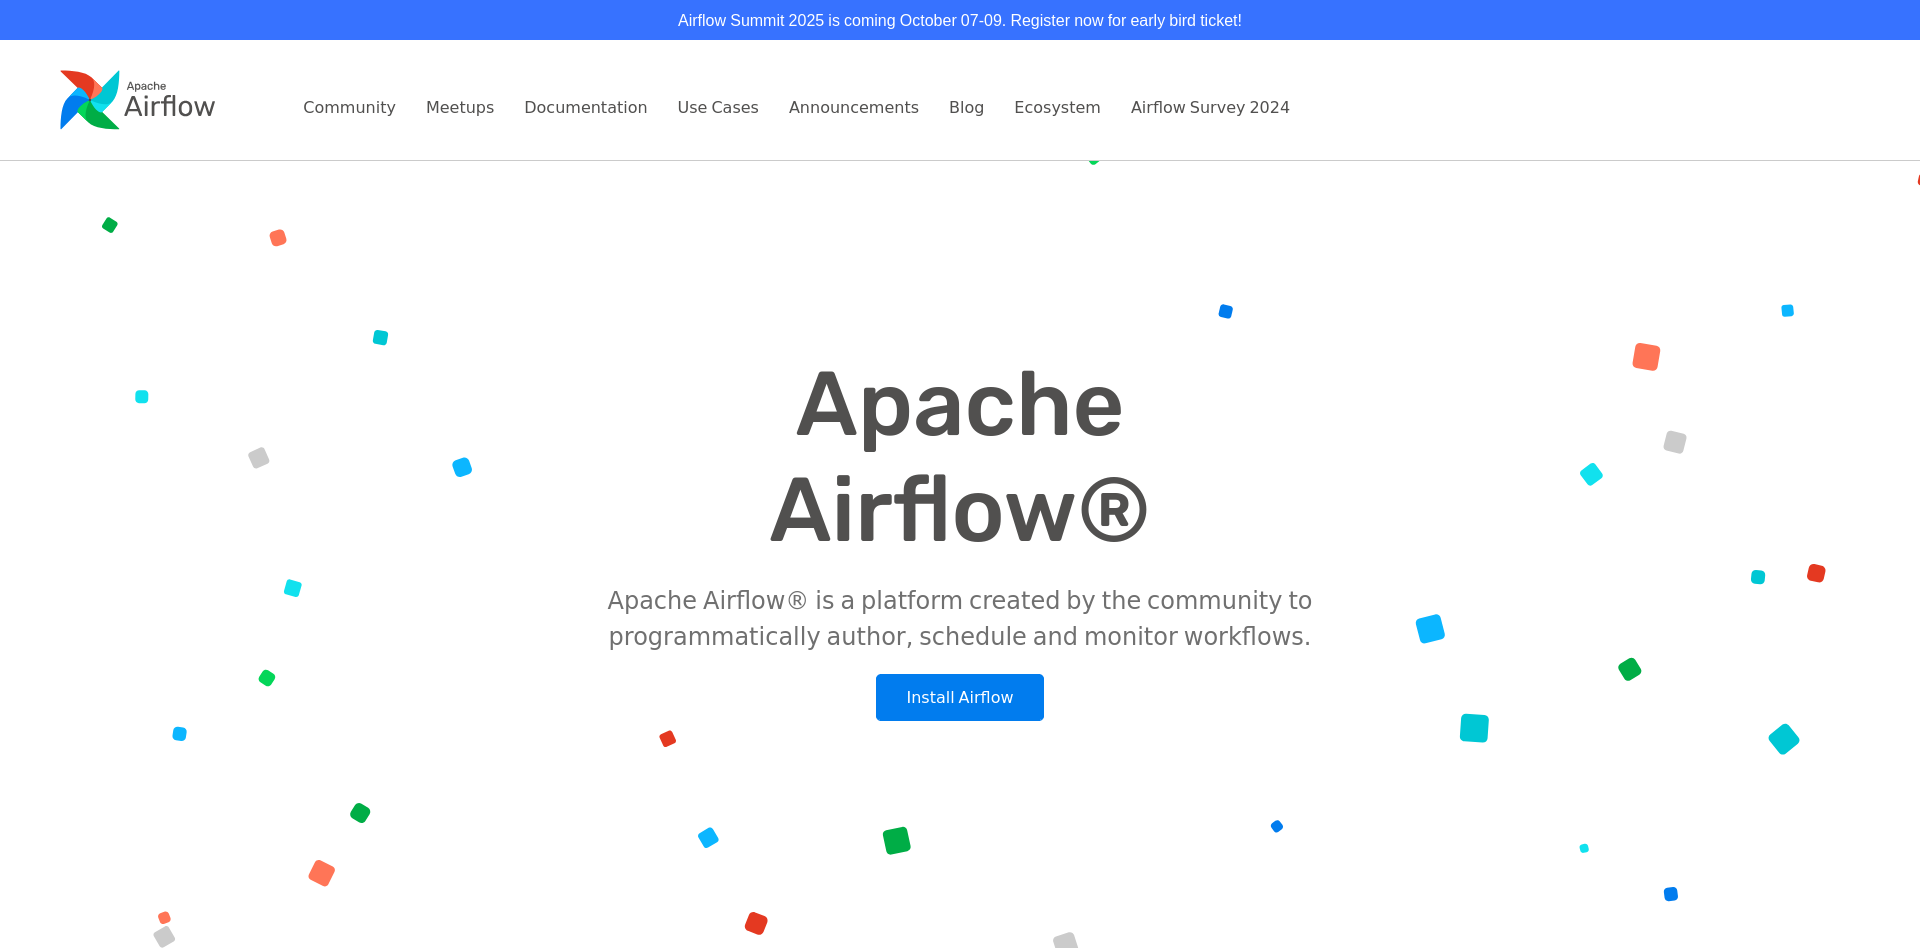 Airflow Summit 2025 is coming October 07-09. Register now for early bird ticket!
Apache
Airflow
Community Meetups Documentation Use Cases Announcements Blog Ecosystem Airflow Survey 2024
Apache
Airflow®
Apache Airflow® is a platform created by the community to
programmatically author, schedule and monitor workflows.
Install Airflow